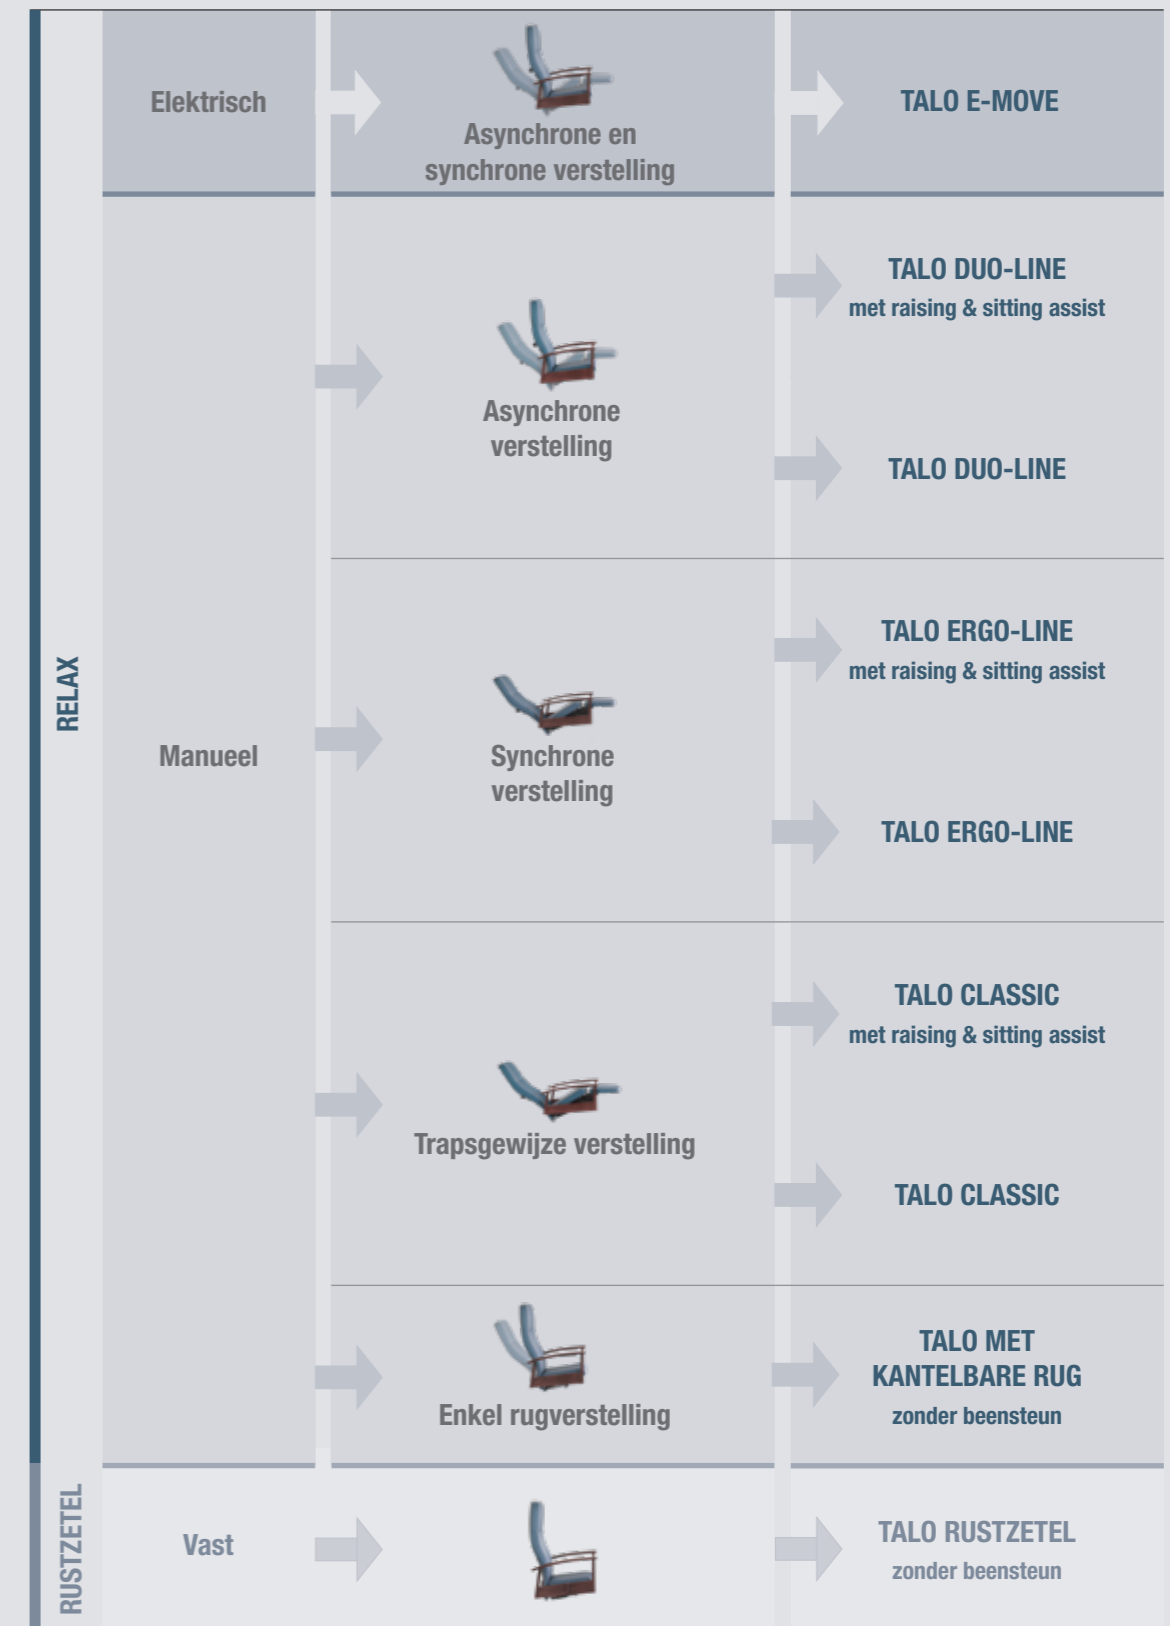 RELAX
Elektrisch
Asynchrone en
synchrone verstelling
TALO E-MOVE
Manueel
Asynchrone
verstelling
TALO DUO-LINE
met raising & sitting assist
TALO DUO-LINE
Synchrone
verstelling
TALO ERGO-LINE
met raising & sitting assist
TALO ERGO-LINE
Trapsgewijze verstelling
TALO CLASSIC
met raising & sitting assist
TALO CLASSIC
Enkel rugverstelling
TALO MET
KANTELBARE RUG
zonder beensteun
RUSTZETEL
Vast
TALO RUSTZETEL
zonder beensteun